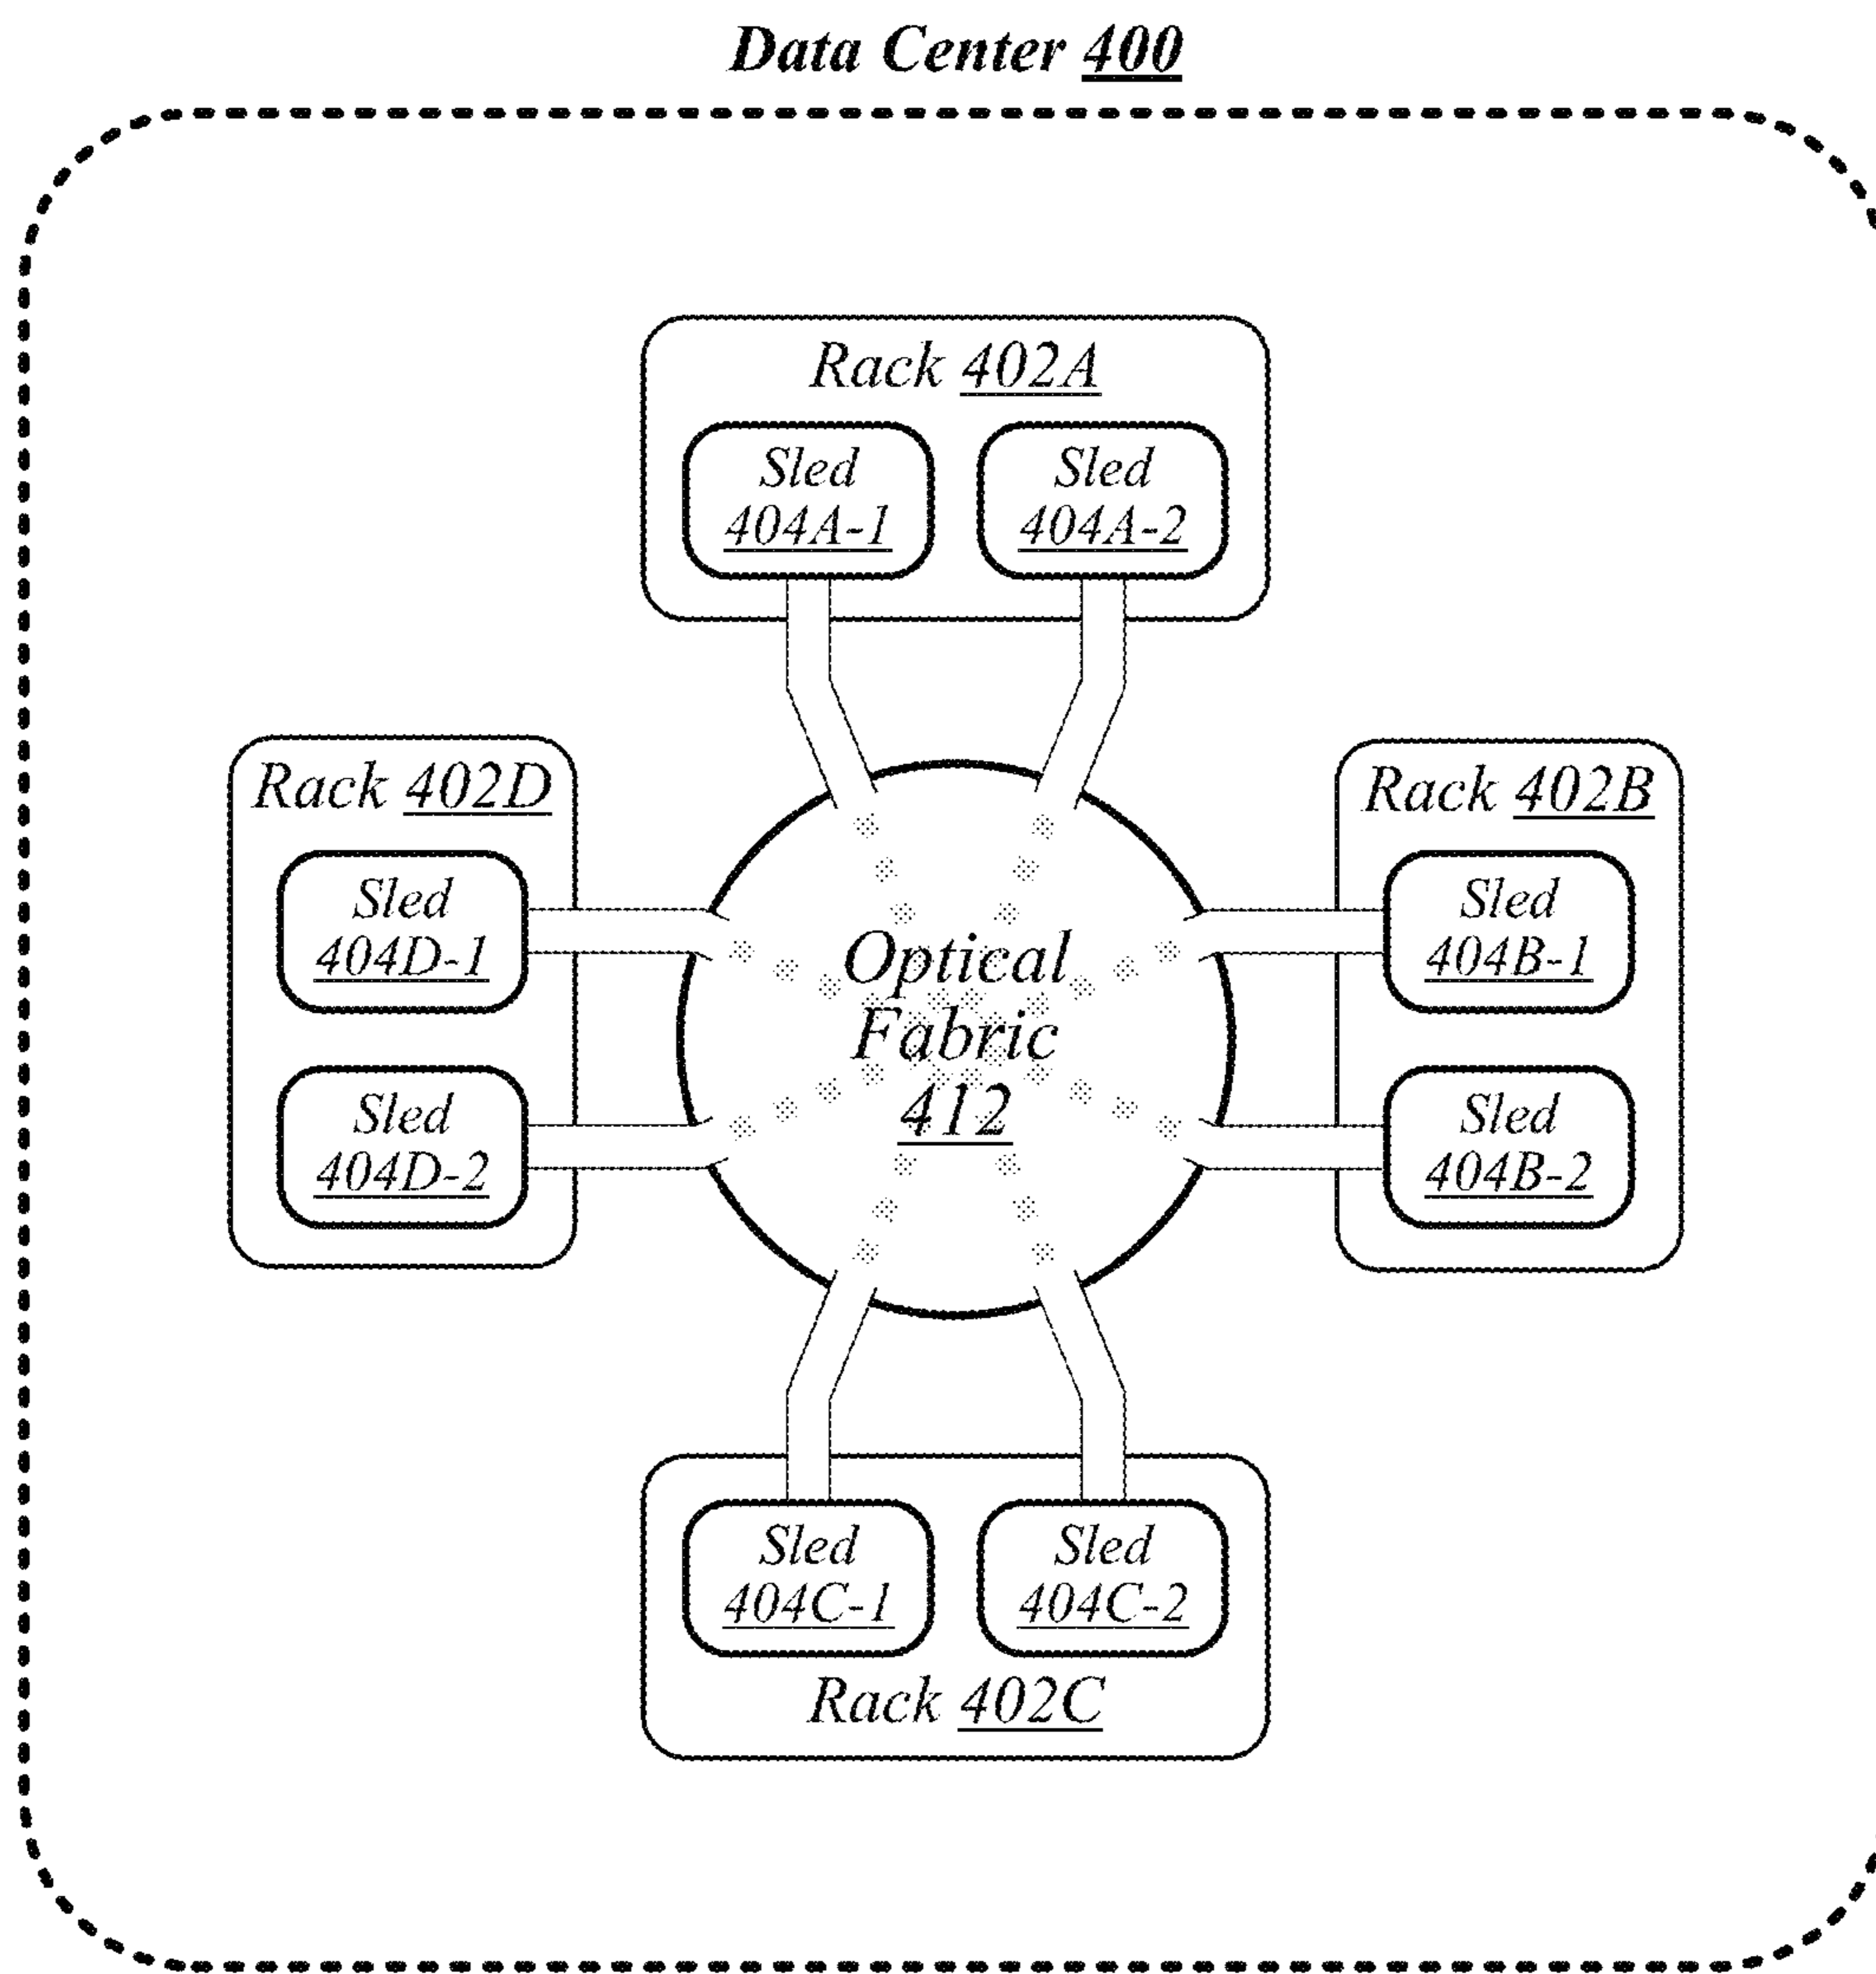 Data Center 400
Rack 402A
Sled
404A-1
Sled
404A-2
Rack 402D
Sled
404D-1
Sled
404D-2
Optical
Fabric
412
Rack 402B
Sled
404B-1
Sled
404B-2
Sled
404C-1
Sled
404C-2
Rack 402C